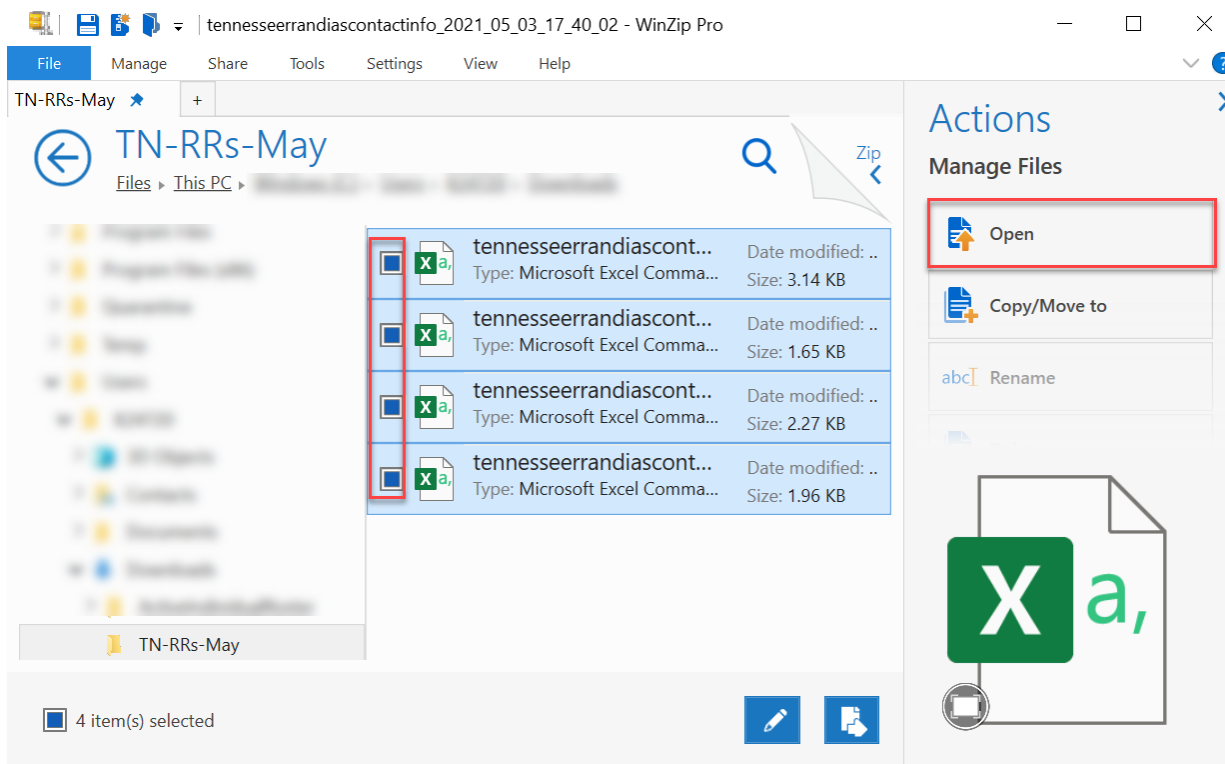 tennesseerrandiascontactinfo_2021_05_03_17_40_02 - WinZip Pro
File Manage Share Tools Settings View Help
?
TN-RRs-May +
TN-RRs-May
Files This PC
Zip
tennesseerrandiascont... Date modified: ..
Type: Microsoft Excel Comma... Size: 3.14 KB
tennesseerrandiascont... Date modified: ..
Type: Microsoft Excel Comma... Size: 1.65 KB
tennesseerrandiascont... Date modified: ..
Type: Microsoft Excel Comma... Size: 2.27 KB
tennesseerrandiascont... Date modified: ..
Type: Microsoft Excel Comma... Size: 1.96 KB
TN-RRs-May
4 item(s) selected
Actions
Manage Files
Open
Copy/Move to
abc Rename
X a,